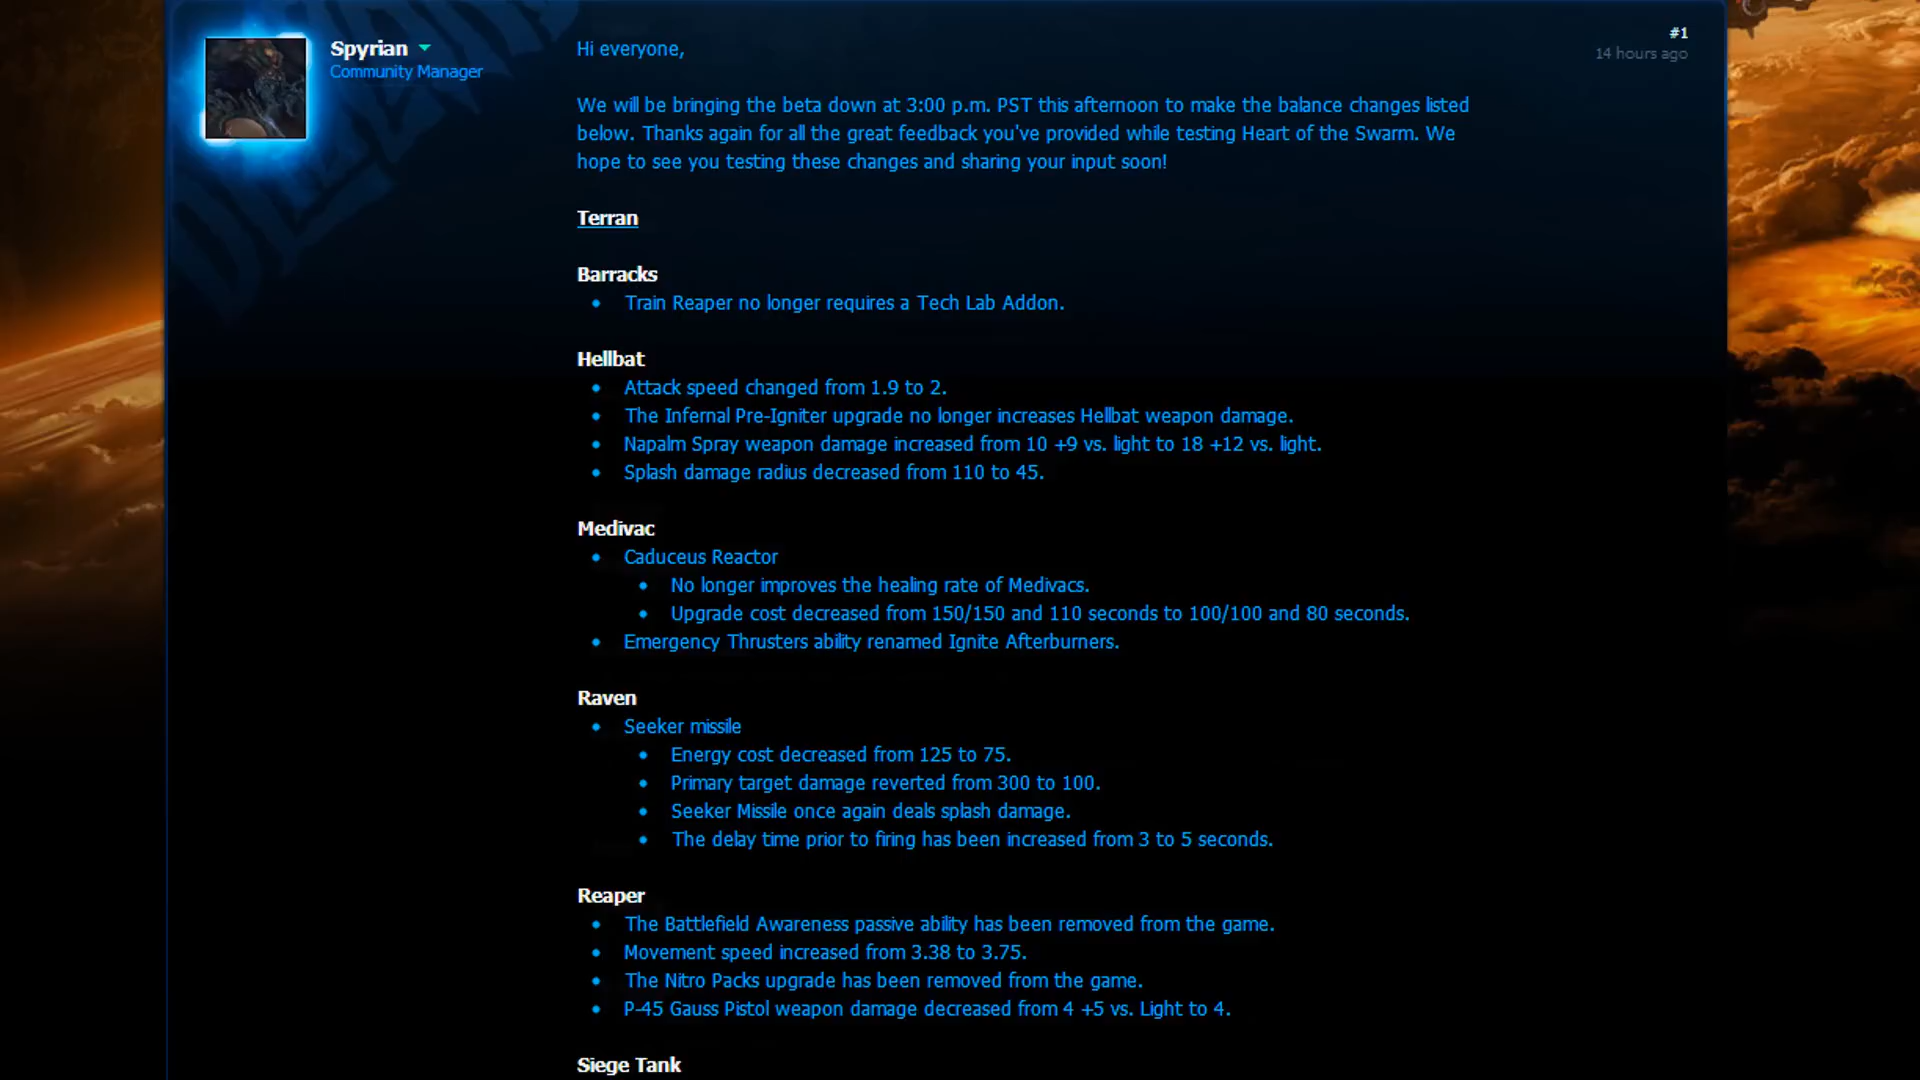 Spyrian
Community Manager
#1
14 hours ago
Hi everyone,
We will be bringing the beta down at 3:00 p.m. PST this afternoon to make the balance changes listed
below. Thanks again for all the great feedback you've provided while testing Heart of the Swarm. We
hope to see you testing these changes and sharing your input soon!
Terran
Barracks
• Train Reaper no longer requires a Tech Lab Addon.
Hellbat
• Attack speed changed from 1.9 to 2.
• The Infernal Pre-Igniter upgrade no longer increases Hellbat weapon damage.
• Napalm Spray weapon damage increased from 10 +9 vs. light to 18 +12 vs. light.
• Splash damage radius decreased from 110 to 45.
Medivac
• Caduceus Reactor
• No longer improves the healing rate of Medivacs.
• Upgrade cost decreased from 150/150 and 110 seconds to 100/100 and 80 seconds.
• Emergency Thrusters ability renamed Ignite Afterburners.
Raven
• Seeker missile
• Energy cost decreased from 125 to 75.
• Primary target damage reverted from 300 to 100.
• Seeker Missile once again deals splash damage.
• The delay time prior to firing has been increased from 3 to 5 seconds.
Reaper
• The Battlefield Awareness passive ability has been removed from the game.
• Movement speed increased from 3.38 to 3.75.
• The Nitro Packs upgrade has been removed from the game.
• P-45 Gauss Pistol weapon damage decreased from 4 +5 vs. Light to 4.
Siege Tank